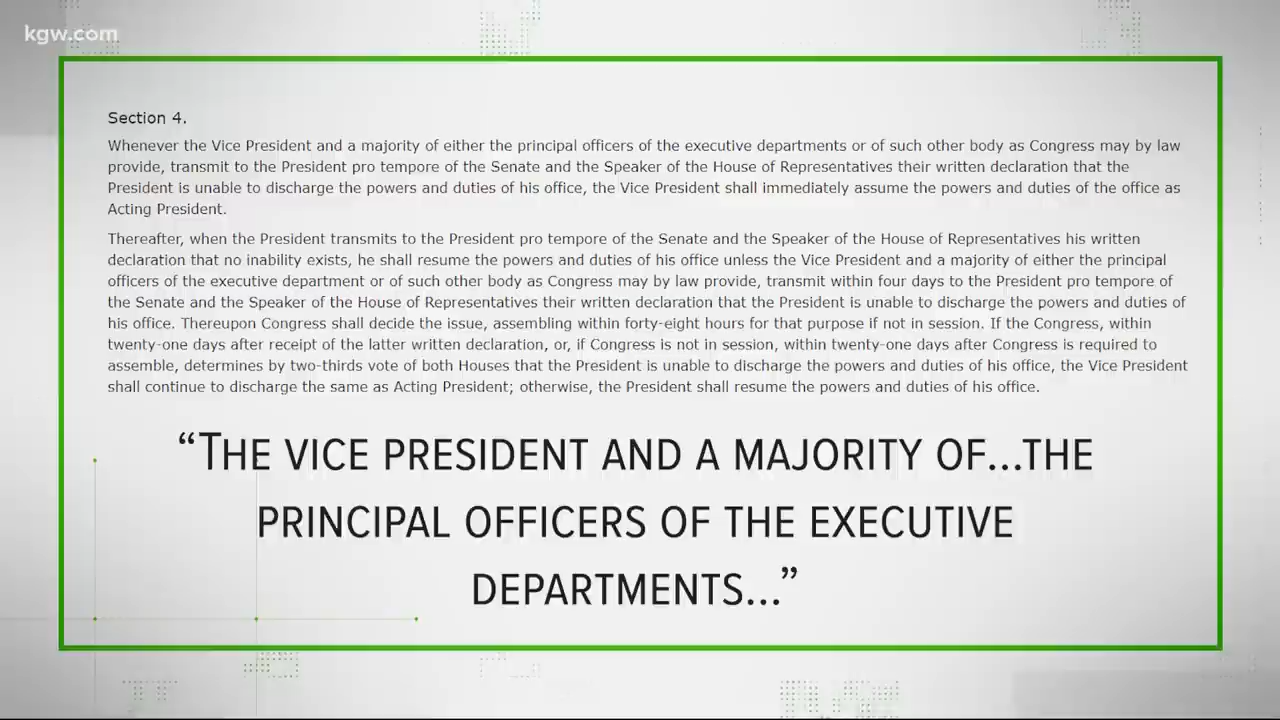 kgw.com
Section 4.
Whenever the Vice President and a majority of either the principal officers of the executive departments or of such other body as Congress may by law
provide, transmit to the President pro tempore of the Senate and the Speaker of the House of Representatives their written declaration that the
President is unable to discharge the powers and duties of his office, the Vice President shall immediately assume the powers and duties of the office as
Acting President.
Thereafter, when the President transmits to the President pro tempore of the Senate and the Speaker of the House of Representatives his written
declaration that no inability exists, he shall resume the powers and duties of his office unless the Vice President and a majority of either the principal
officers of the executive department or of such other body as Congress may by law provide, transmit within four days to the President pro tempore of
the Senate and the Speaker of the House of Representatives their written declaration that the President is unable to discharge the powers and duties of
his office. Thereupon Congress shall decide the issue, assembling within forty-eight hours for that purpose if not in session. If the Congress, within
twenty-one days after receipt of the latter written declaration, or, if Congress is not in session, within twenty-one days after Congress is required to
assemble, determines by two-thirds vote of both Houses that the President is unable to discharge the powers and duties of his office, the Vice President
shall continue to discharge the same as Acting President; otherwise, the President shall resume the powers and duties of his office.
“THE VICE PRESIDENT AND A MAJORITY OF...THE
PRINCIPAL OFFICERS OF THE EXECUTIVE
DEPARTMENTS...”